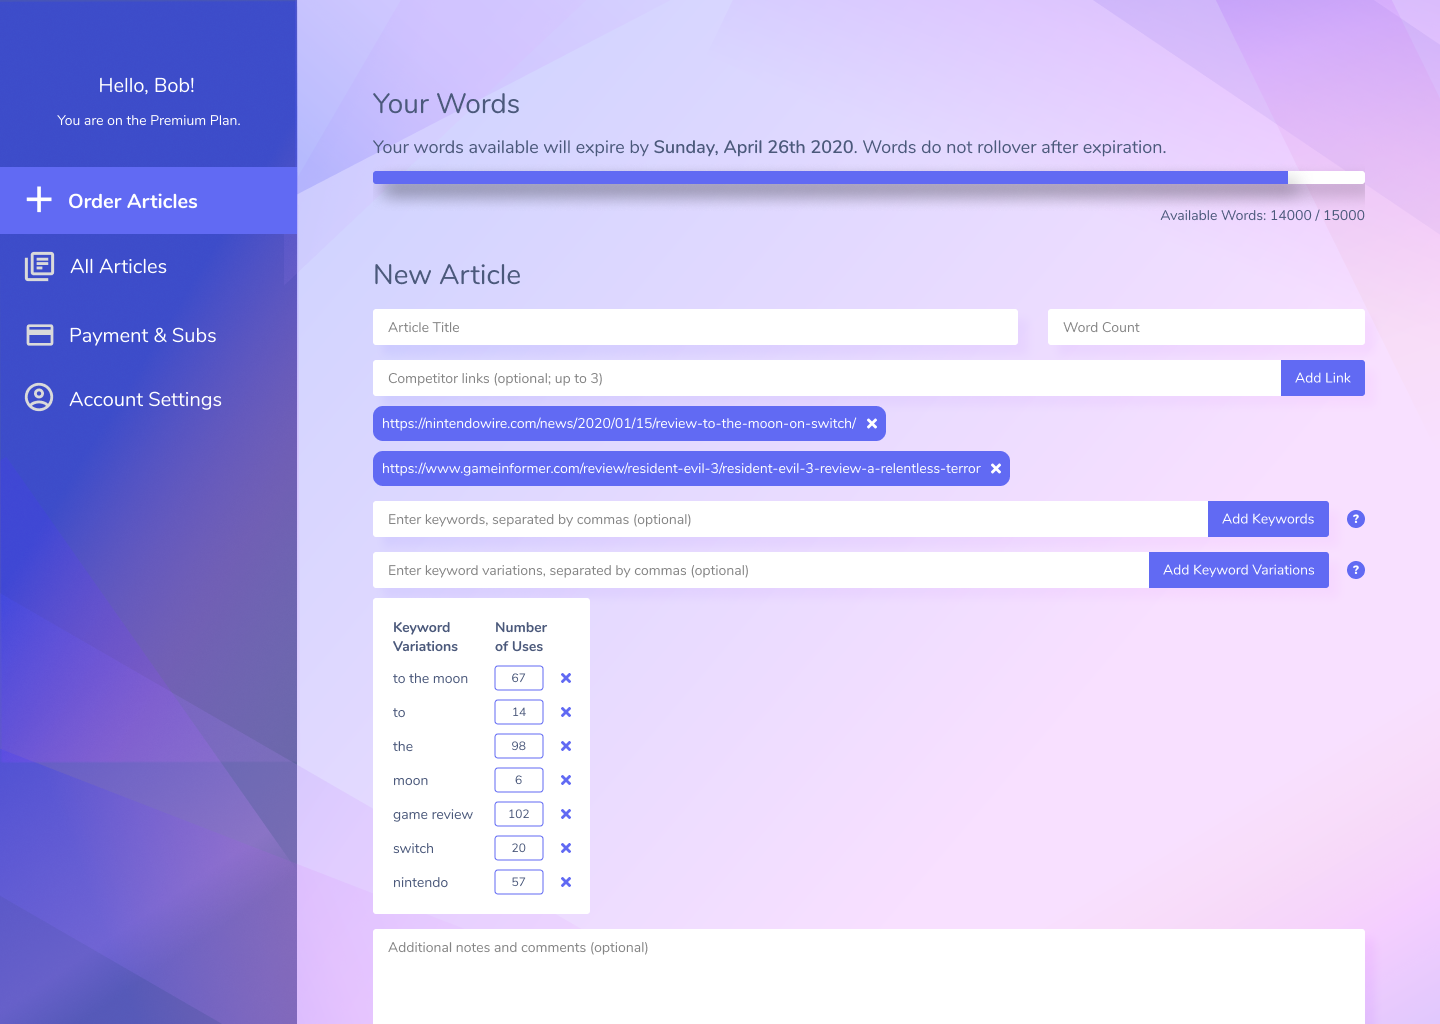 Hello, Bob!
You are on the Premium Plan.
Order Articles
All Articles
Payment & Subs
Account Settings
Your Words
Your words available will expire by Sunday, April 26th 2020. Words do not rollover after expiration.
Available Words: 14000 / 15000
New Article
Article Title
Word Count
Competitor links (optional; up to 3)
Add Link
https://nintendowire.com/news/2020/01/15/review-to-the-moon-on-switch/
https://www.gameinformer.com/review/resident-evil-3/resident-evil-3-review-a-relentless-terror
Enter keywords, separated by commas (optional)
Add Keywords
?
Enter keyword variations, separated by commas (optional)
Add Keyword Variations
?
Keyword Variations
Number of Uses
to the moon 67
to 14
the 98
moon 6
game review 102
switch 20
nintendo 57
Additional notes and comments (optional)